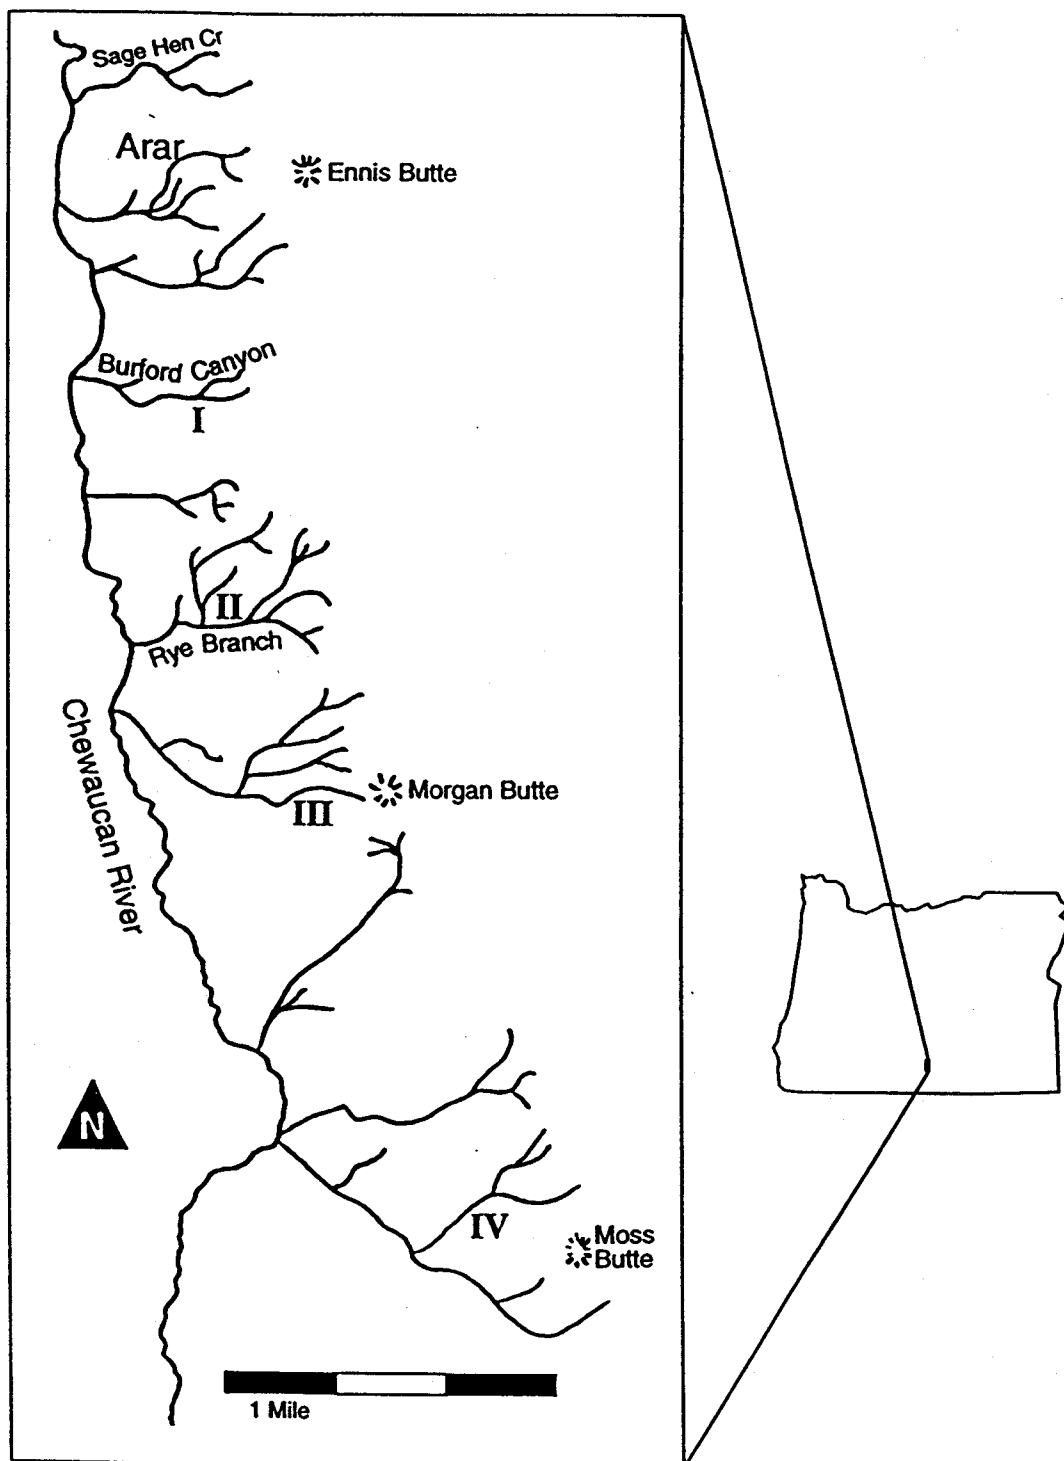 Sage Hen Cr
Arar
Ennis Butte
Burford Canyon
I
II
Rye Branch
Chewaucan River
Morgan Butte
III
N
IV
Moss
Butte
1 Mile